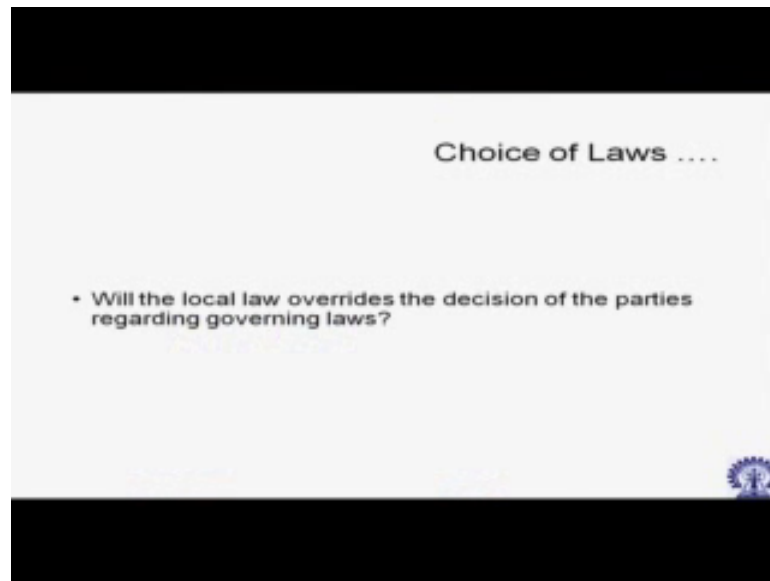 Choice of Laws ....
• Will the local law overrides the decision of the parties
regarding governing laws?